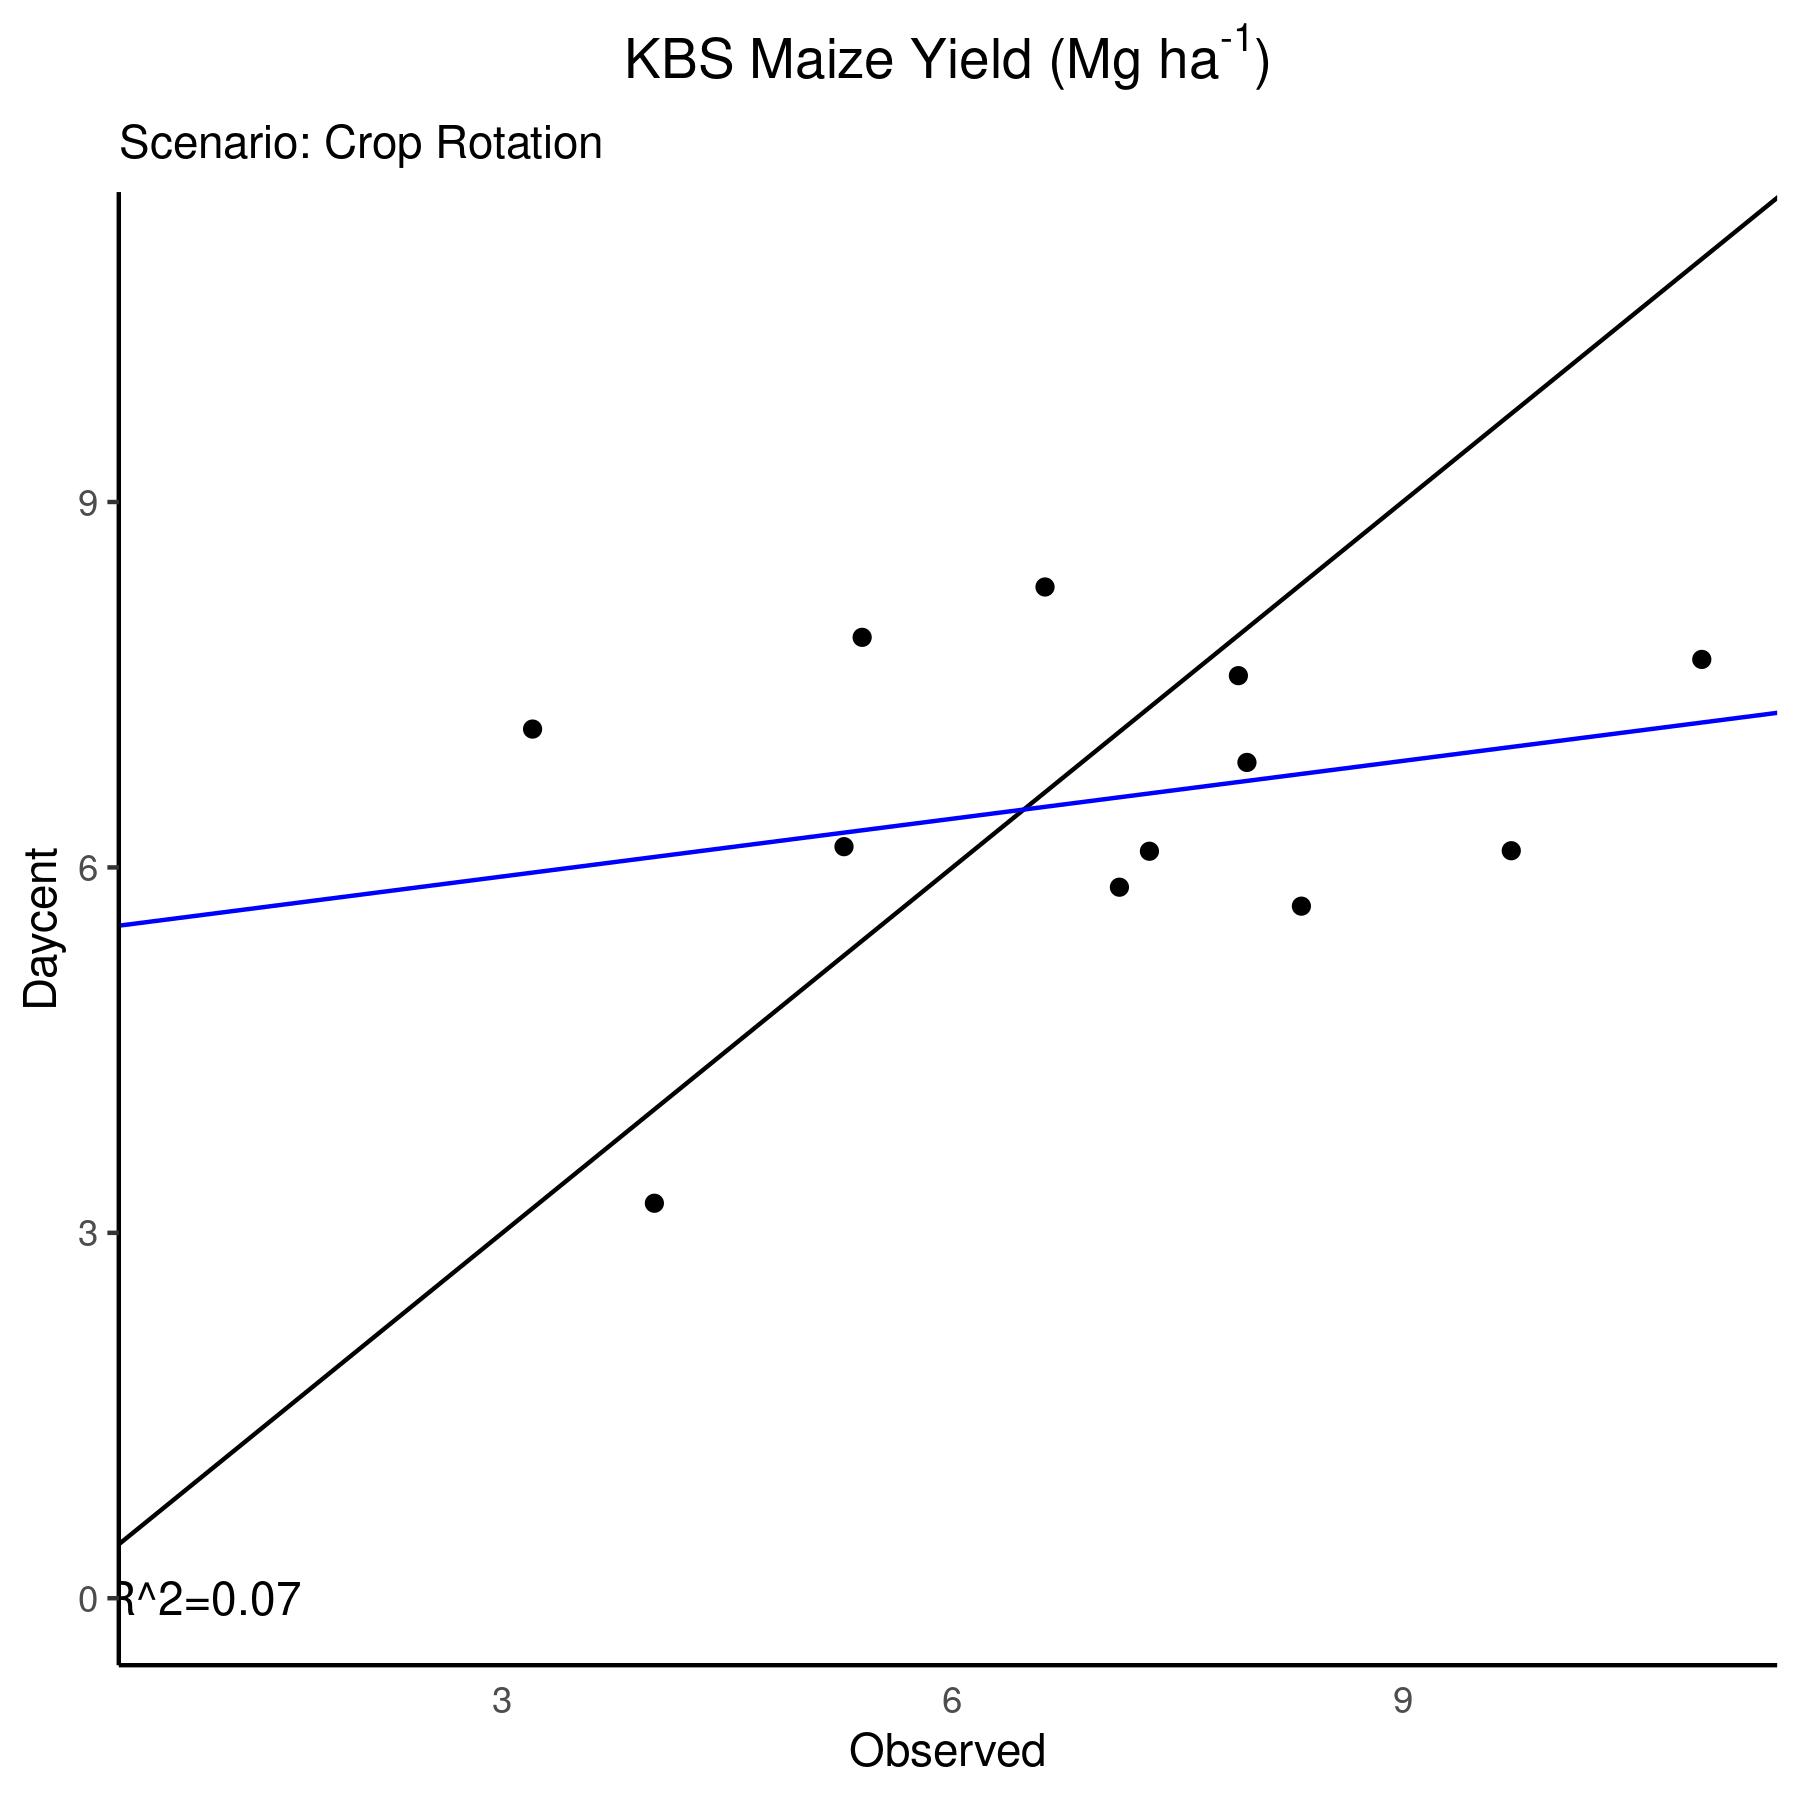 KBS Maize Yield (Mg ha⁻¹)
Scenario: Crop Rotation
9
6
3
0
Daycent
R^2=0.07
3 6 9
Observed